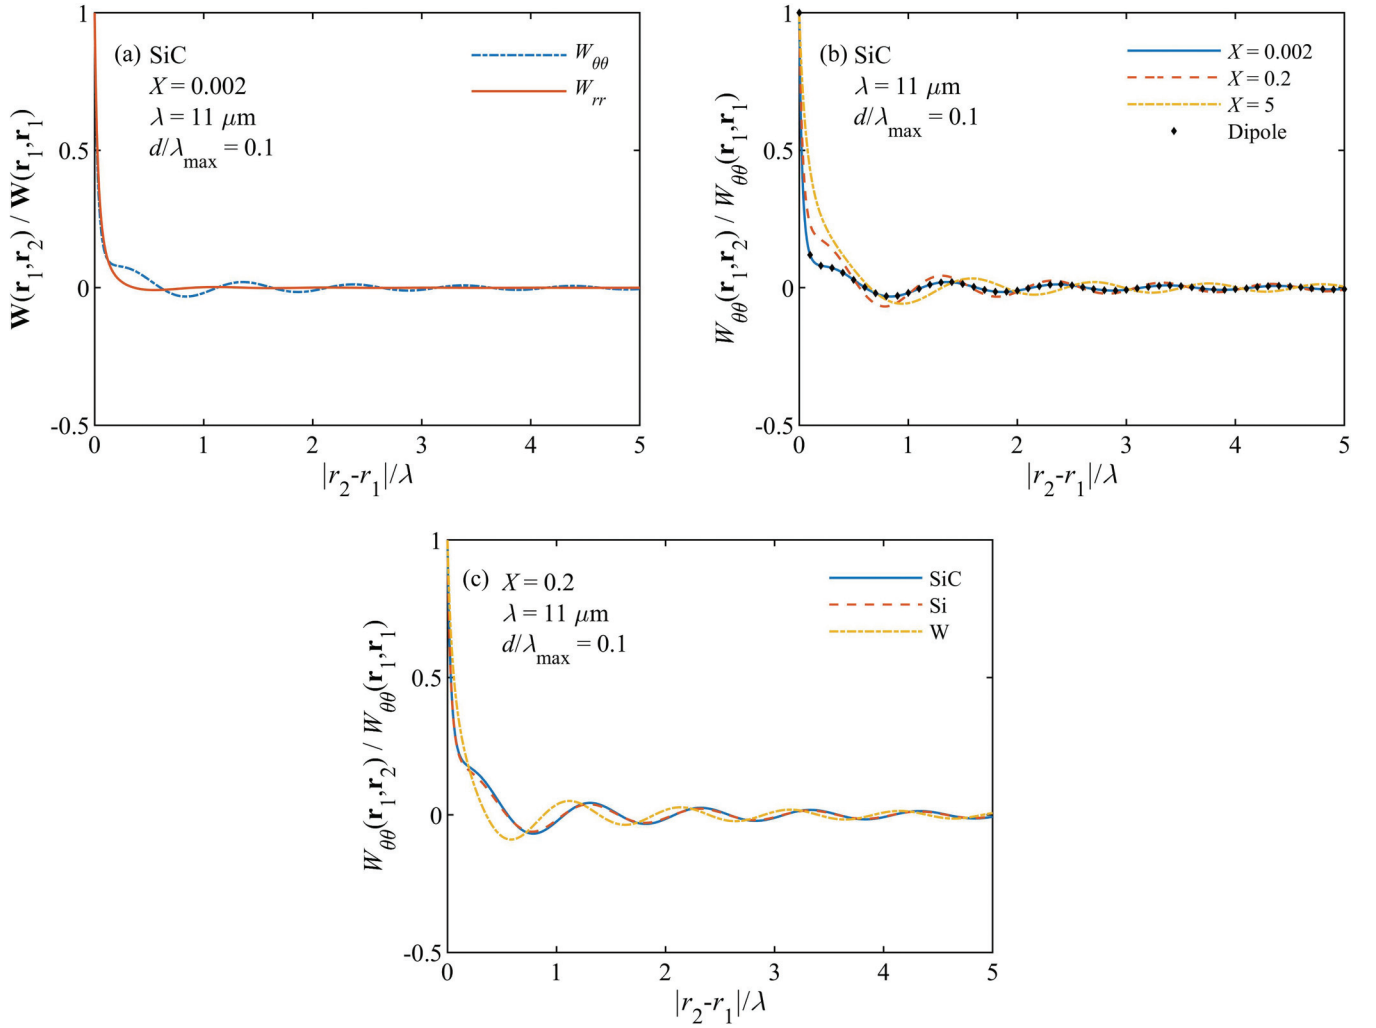 (a) SiC
X = 0.002
λ = 11 μm
d/λmax = 0.1
Wθθ
Wrr
1
0.5
0
-0.5
W(r1,r2) / W(r1,r1)
0 1 2 3 4 5
|r2-r1|/λ
(b) SiC
λ = 11 μm
d/λmax = 0.1
X = 0.002
X = 0.2
X = 5
Dipole
1
0.5
0
-0.5
Wθθ(r1,r2) / Wθθ(r1,r1)
0 1 2 3 4 5
|r2-r1|/λ
(c) X = 0.2
λ = 11 μm
d/λmax = 0.1
SiC
Si
W
1
0.5
0
-0.5
Wθθ(r1,r2) / Wθθ(r1,r1)
0 1 2 3 4 5
|r2-r1|/λ